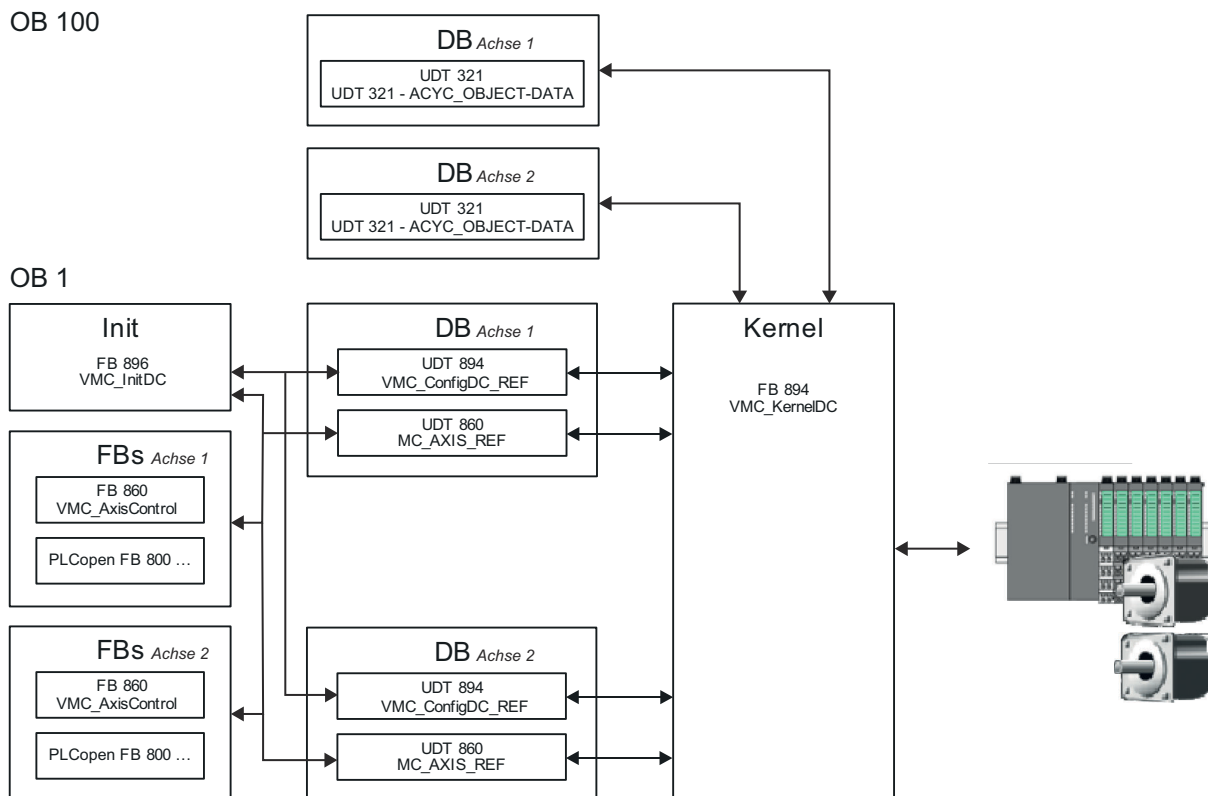 OB 100
DB Achse 1
UDT 321
UDT 321 - ACYC_OBJECT-DATA
DB Achse 2
UDT 321
UDT 321 - ACYC_OBJECT-DATA
OB 1
Init
FB 896
VMC_InitDC
DB Achse 1
UDT 894
VMC_ConfigDC_REF
UDT 860
MC_AXIS_REF
Kernel
FB 894
VMC_KernelDC
FBs Achse 1
FB 860
VMC_AxisControl
PLCopen FB 800 ...
FBs Achse 2
FB 860
VMC_AxisControl
PLCopen FB 800 ...
DB Achse 2
UDT 894
VMC_ConfigDC_REF
UDT 860
MC_AXIS_REF